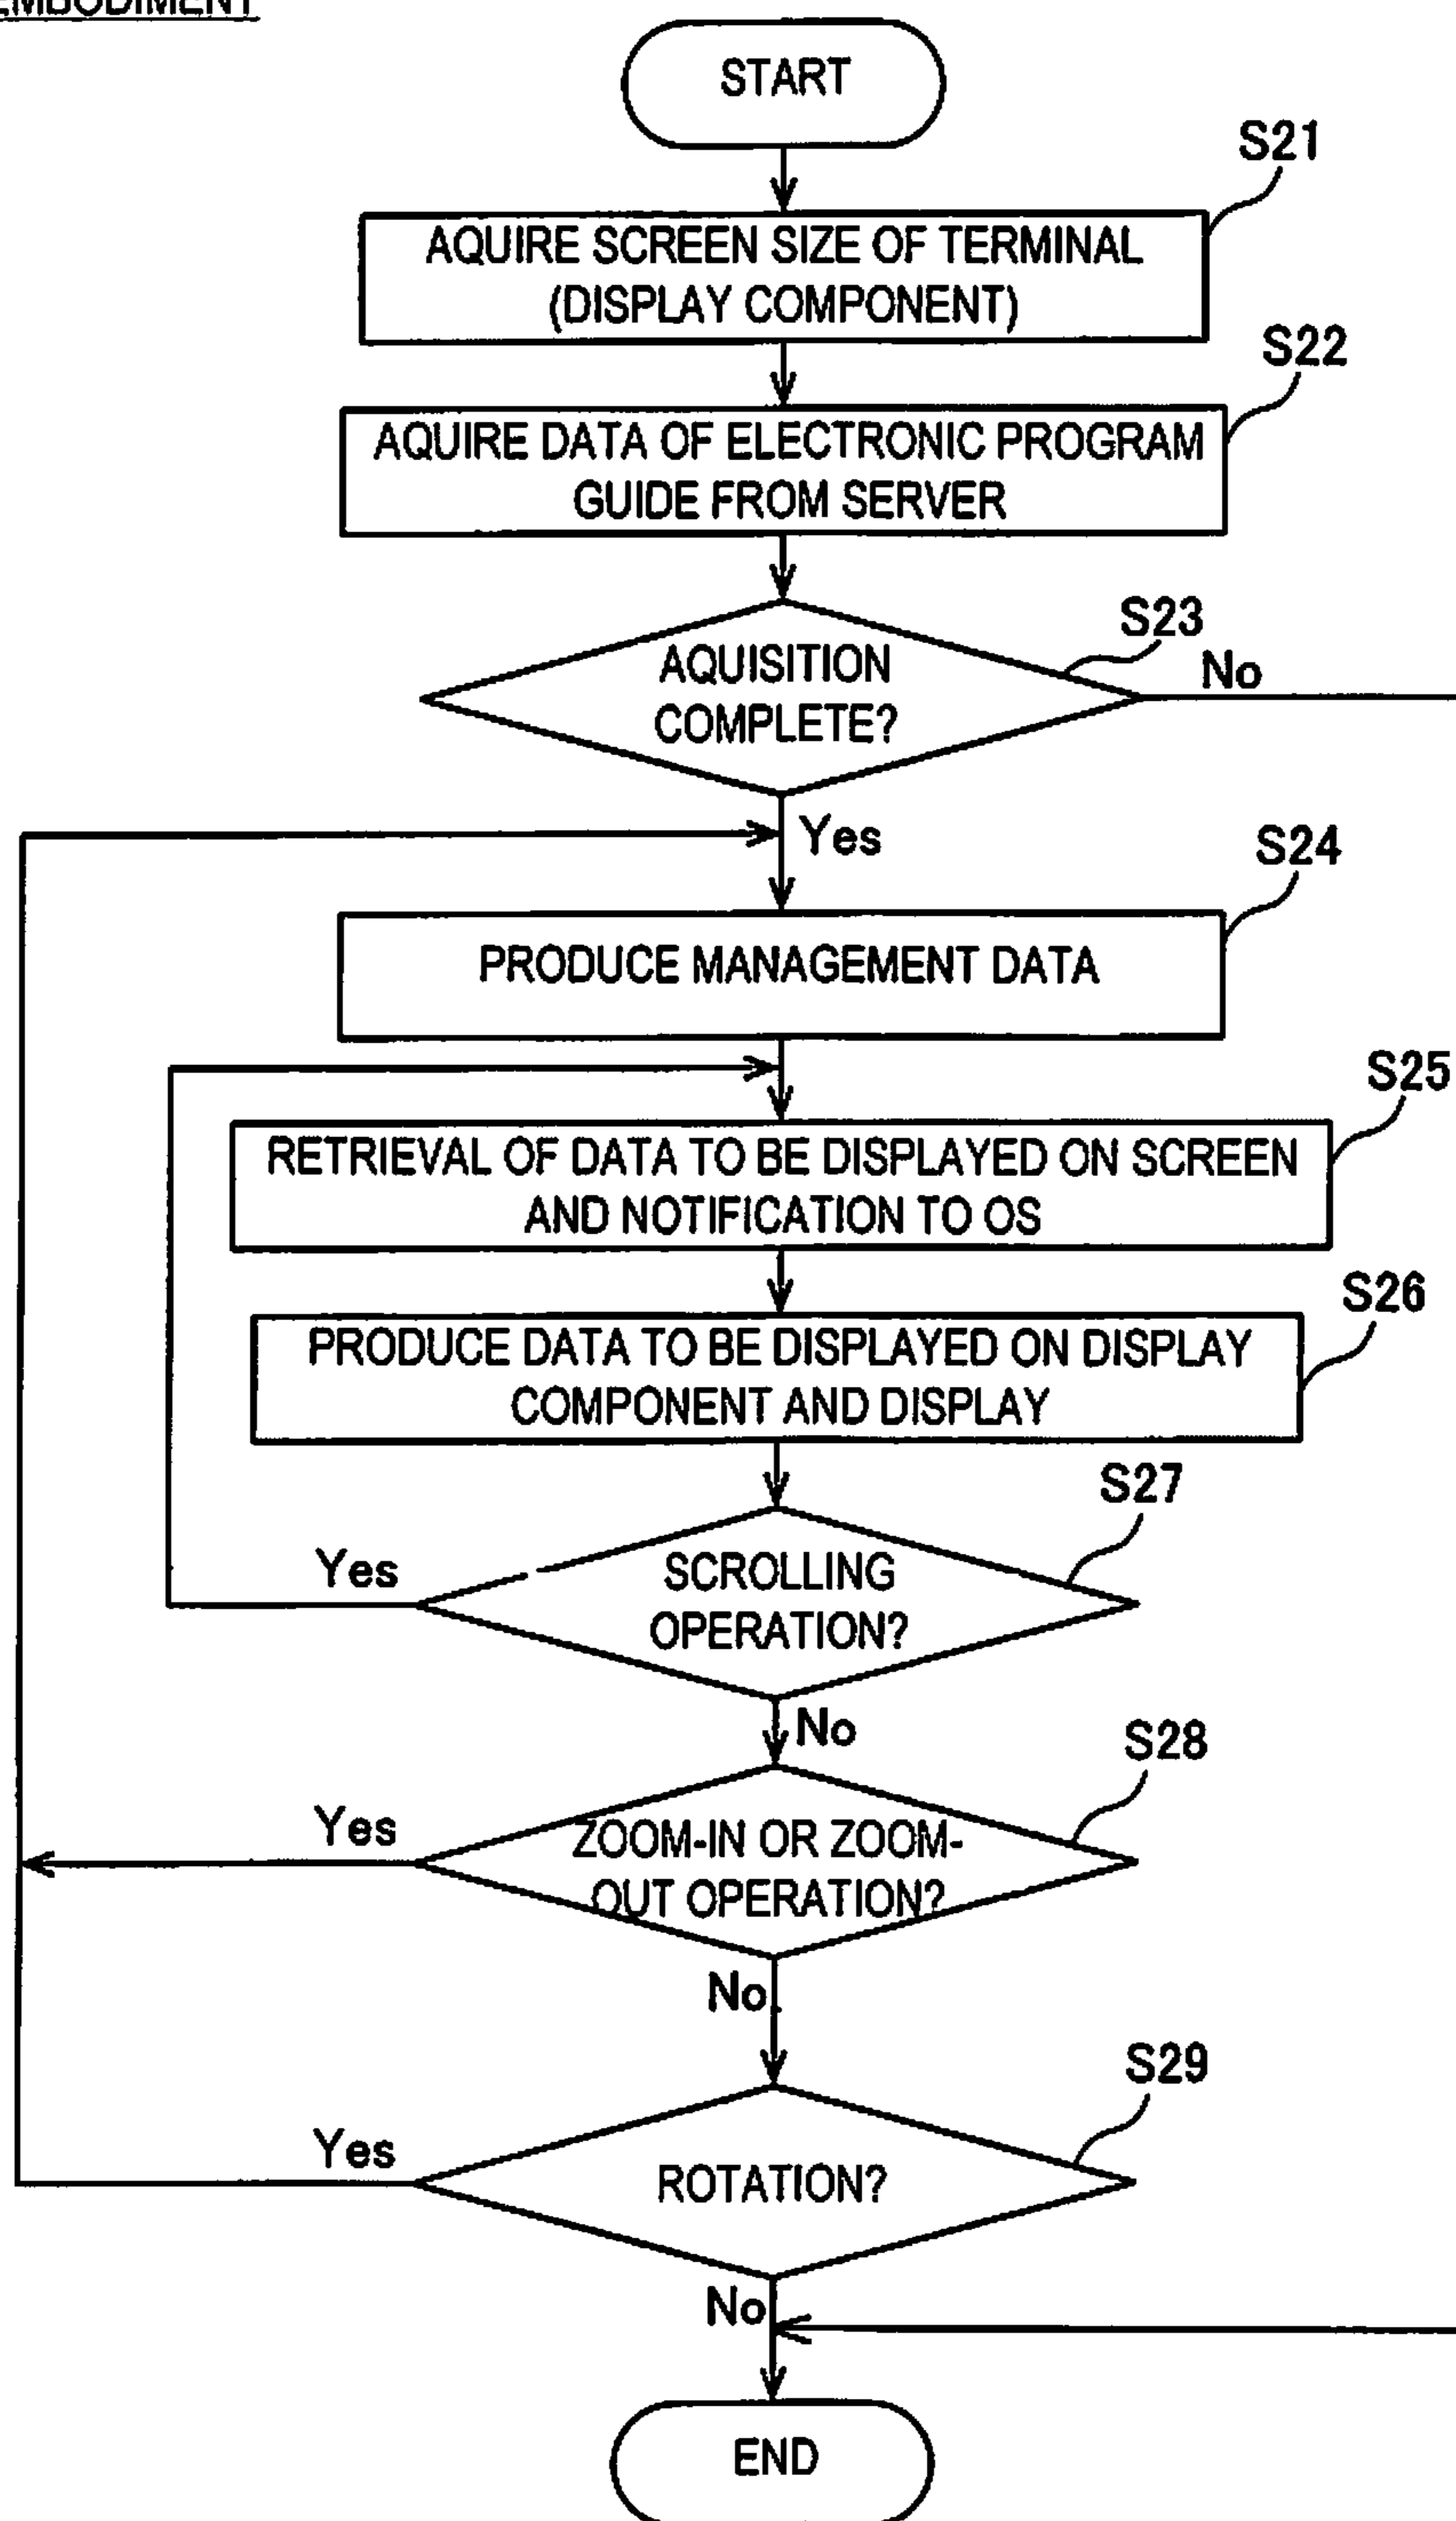 EMBODIMENT
START
S21
AQUIRE SCREEN SIZE OF TERMINAL
(DISPLAY COMPONENT)
S22
AQUIRE DATA OF ELECTRONIC PROGRAM
GUIDE FROM SERVER
S23
AQUISITION
COMPLETE?
No
Yes
S24
PRODUCE MANAGEMENT DATA
S25
RETRIEVAL OF DATA TO BE DISPLAYED ON SCREEN
AND NOTIFICATION TO OS
S26
PRODUCE DATA TO BE DISPLAYED ON DISPLAY
COMPONENT AND DISPLAY
S27
Yes
SCROLLING
OPERATION?
No
S28
Yes
ZOOM-IN OR ZOOM-
OUT OPERATION?
No
S29
Yes
ROTATION?
No
END